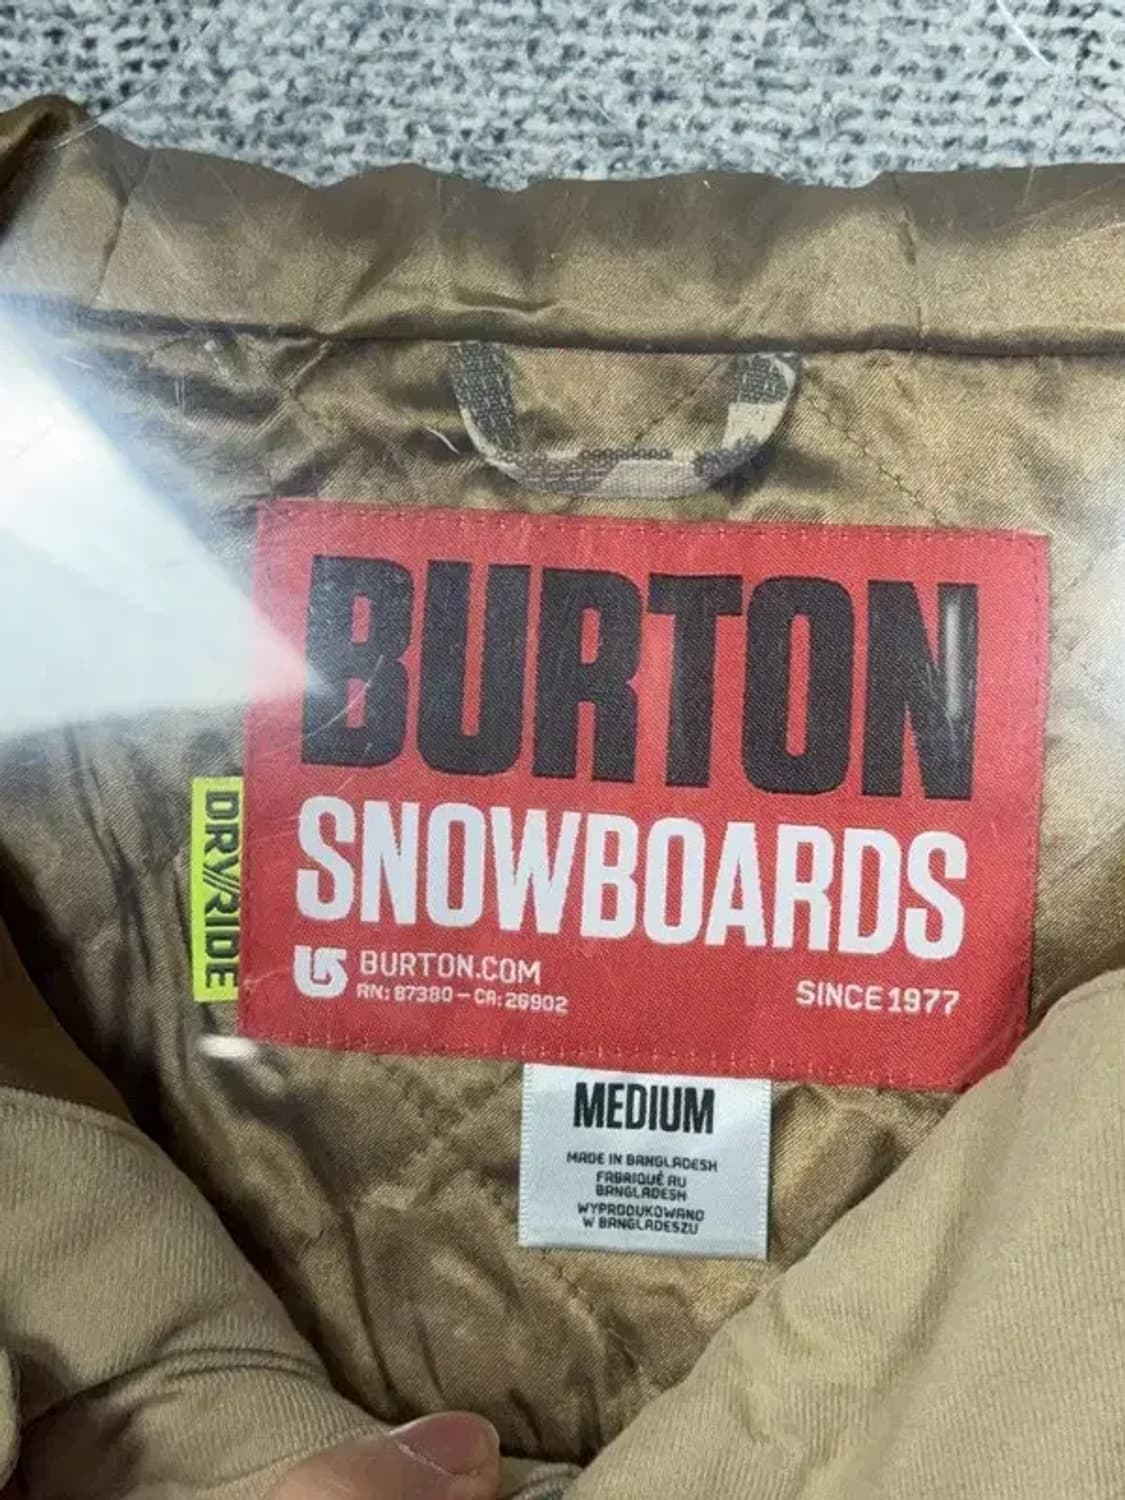 BURTON
SNOWBOARDS
BURTON.COM
RN: 87380 – CA: 26902
SINCE 1977
DRY//RIDE
MEDIUM
MADE IN BANGLADESH
FABRIQUÉ AU
BANGLADESH
WYPRODUKOWANO
W BANGLADESZU